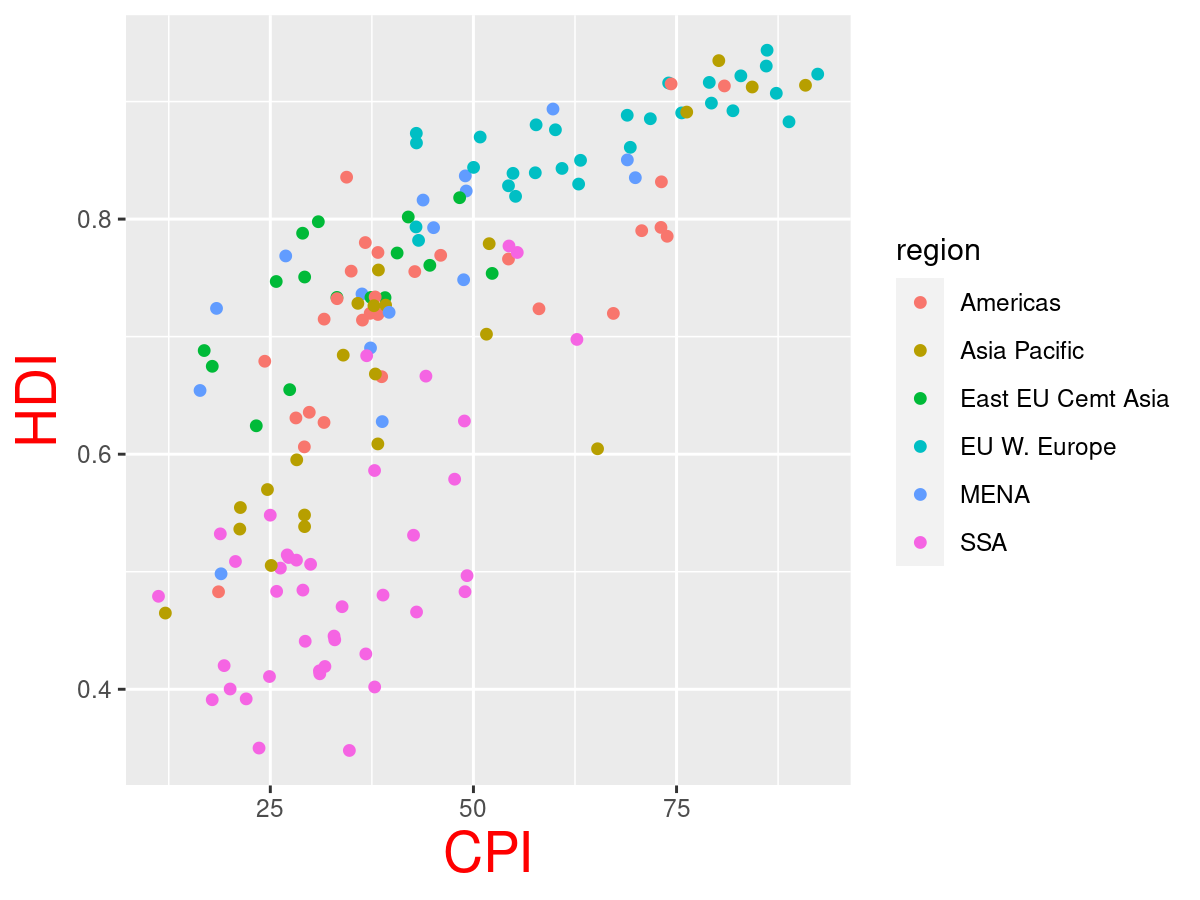 HDI
0.8
0.6
0.4
25 50 75
CPI
region
Americas
Asia Pacific
East EU Cemt Asia
EU W. Europe
MENA
SSA